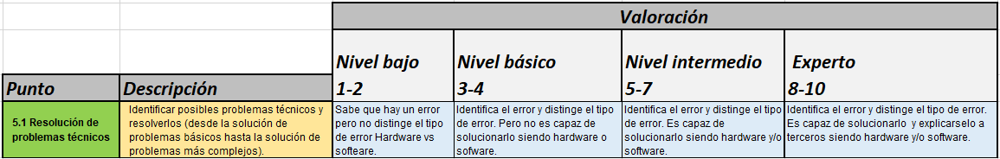 Valoración
Nivel bajo
1-2
Nivel básico
3-4
Nivel intermedio
5-7
Experto
8-10
Punto
Descripción
5.1 Resolución de
problemas técnicos
Identificar posibles problemas técnicos y
resolverlos (desde la solución de
problemas básicos hasta la solución de
problemas más complejos).
Sabe que hay un error
pero no distinge el tipo
de error Hardware vs
softeare.
Identifica el error y distinge el tipo
de error. Pero no es capaz de
solucionarlo siendo hardware o
sofware.
Identifica el error y distinge el tipo
de error. Es capaz de
solucionarlo siendo hardware y/o
software.
Identifica el error y distinge el tipo de error.
Es capaz de solucionarlo y explicarselo a
terceros siendo hardware y/o software.